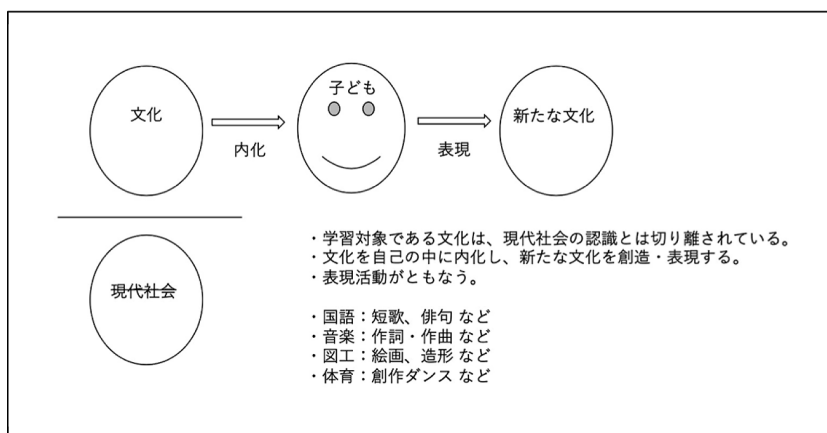 文化
内化
子ども
表現
新たな文化
現代社会
・学習対象である文化は、現代社会の認識とは切り離されている。
・文化を自己の中に内化し、新たな文化を創造・表現する。
・表現活動がともなう。
・国語：短歌、俳句 など
・音楽：作詞・作曲 など
・図工：絵画、造形 など
・体育：創作ダンス など